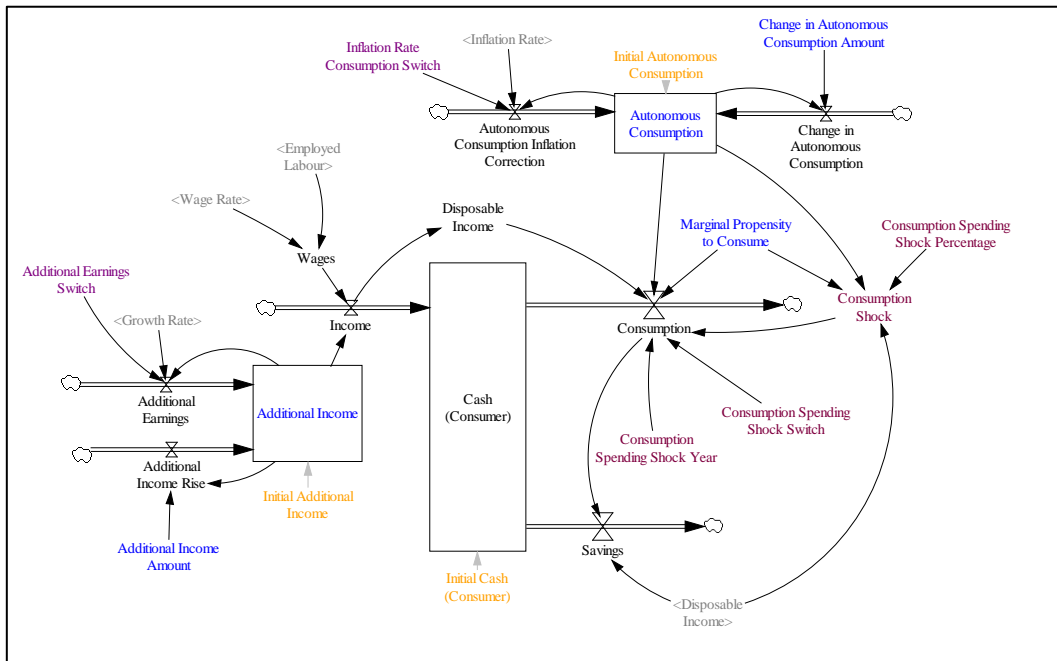 Change in Autonomous
Consumption Amount
Inflation Rate
Consumption Switch
<Inflation Rate>
Initial Autonomous
Consumption
Autonomous
Consumption
Autonomous
Consumption Inflation
Correction
Change in
Autonomous
Consumption
<Employed
Labour>
<Wage Rate>
Disposable
Income
Marginal Propensity
to Consume
Consumption Spending
Shock Percentage
Wages
Additional Earnings
Switch
<Growth Rate>
Income
Consumption
Consumption
Shock
Additional
Earnings
Additional Income
Cash
(Consumer)
Consumption Spending
Shock Switch
Consumption
Spending Shock Year
Additional
Income Rise
Initial Additional
Income
Additional Income
Amount
Savings
Initial Cash
(Consumer)
<Disposable
Income>